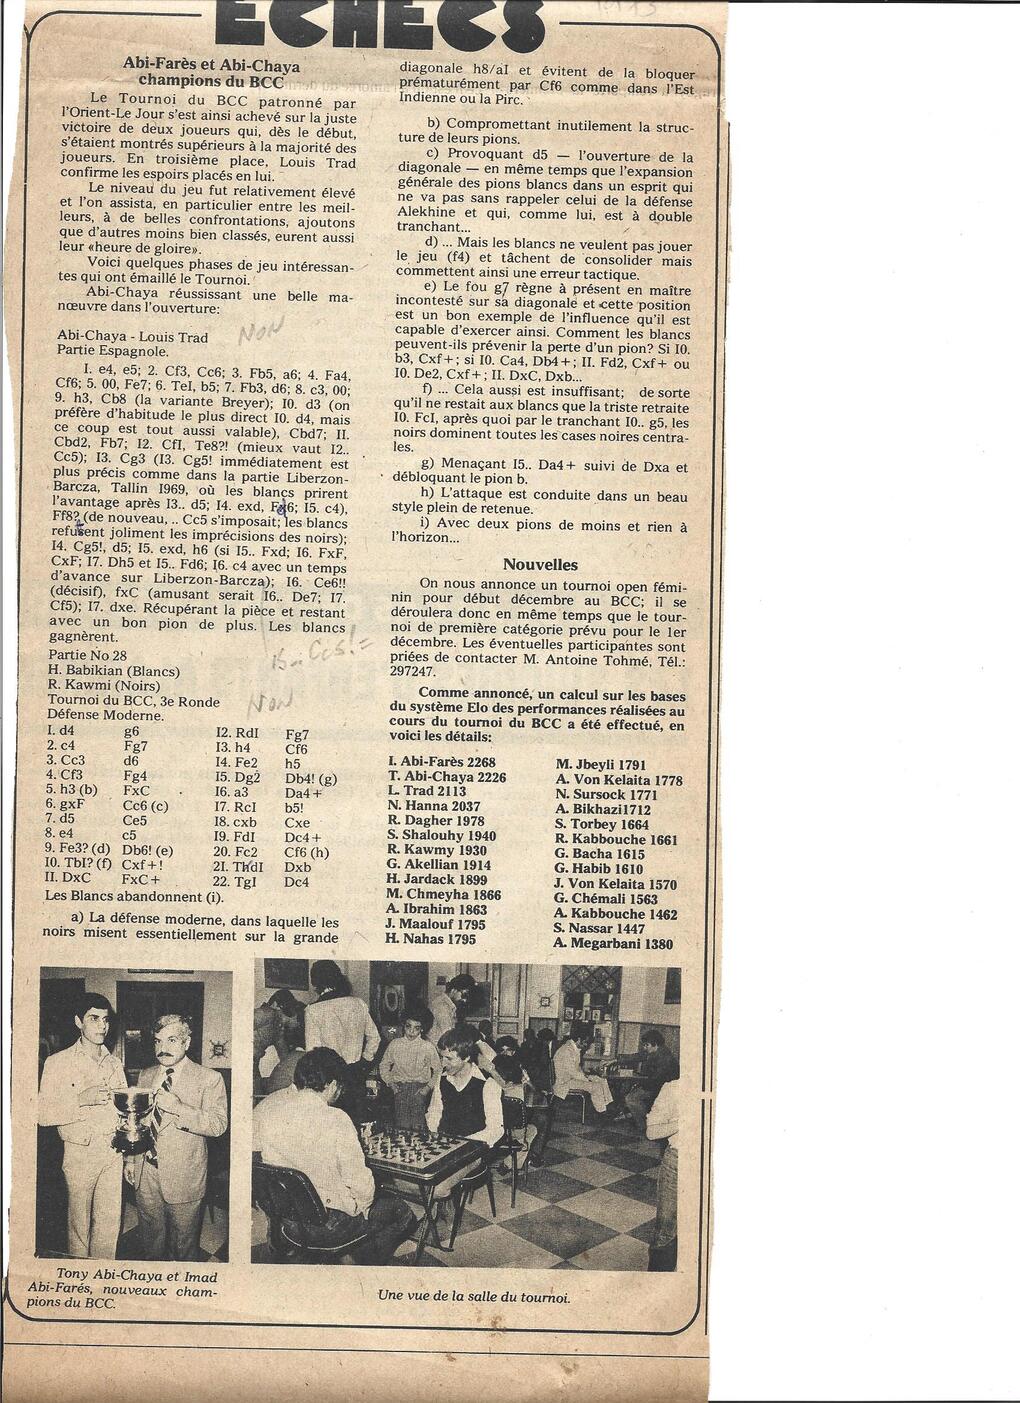 ECHECS
Abi-Farès et Abi-Chaya
champions du BCC
Le Tournoi du BCC patronné par
l'Orient-Le Jour s'est ainsi achevé sur la juste
victoire de deux joueurs qui, dès le début,
s'étaient montrés supérieurs à la majorité des
joueurs. En troisième place, Louis Trad
confirme les espoirs placés en lui.
Le niveau du jeu fut relativement élevé
et l'on assista, en particulier entre les meil-
leurs, à de belles confrontations, ajoutons
que d'autres moins bien classés, eurent aussi
leur «heure de gloire».
Voici quelques phases de jeu intéressan-
tes qui ont émaillé le Tournoi.
Abi-Chaya réussissant une belle ma-
nœuvre dans l'ouverture:
NON
Abi-Chaya - Louis Trad
Partie Espagnole.
I. e4, e5; 2. Cf3, Cc6; 3. Fb5, a6; 4. Fa4,
Cf6; 5. 00, Fe7; 6. TeI, b5; 7. Fb3, d6; 8. c3, 00;
9. h3, Cb8 (la variante Breyer); I0. d3 (on
préfère d'habitude le plus direct I0. d4, mais
ce coup est tout aussi valable), Cbd7; II.
Cbd2, Fb7; I2. CfI, Te8?! (mieux vaut I2..
Cc5); I3. Cg3 (I3. Cg5! immédiatement est
plus précis comme dans la partie Liberzon-
Barcza, Tallin I969, où les blancs prirent
l'avantage après I3.. d5; I4. exd, Fd6; I5. c4),
Ff8? (de nouveau, .. Cc5 s'imposait; les blancs
refutent joliment les imprécisions des noirs);
I4. Cg5!, d5; I5. exd, h6 (si I5.. Fxd; I6. FxF,
CxF; I7. Dh5 et I5.. Fd6; I6. c4 avec un temps
d'avance sur Liberzon-Barcza); I6. Ce6!!
(décisif), fxC (amusant serait I6.. De7; I7.
Cf5); I7. dxe. Récupérant la pièce et restant
avec un bon pion de plus. Les blancs
gagnèrent.
15... Cc5! =
Partie No 28
H. Babikian (Blancs)
R. Kawmi (Noirs)
NON
Tournoi du BCC, 3e Ronde
Défense Moderne.
I. d4 g6
2. c4 Fg7
3. Cc3 d6
4. Cf3 Fg4
5. h3 (b) FxC
6. gxF Cc6 (c)
7. d5 Ce5
8. e4 c5
9. Fe3? (d) Db6! (e)
I0. TbI? (f) Cxf+!
II. DxC FxC+
I2. RdI Fg7
I3. h4 Cf6
I4. Fe2 h5
I5. Dg2 Db4! (g)
I6. a3 Da4+
I7. RcI b5!
I8. cxb Cxe
I9. FdI Dc4+
20. Fc2 Cf6 (h)
2I. ThdI Dxb
22. TgI Dc4
Les Blancs abandonnent (i).
a) La défense moderne, dans laquelle les
noirs misent essentiellement sur la grande
diagonale h8/aI et évitent de la bloquer
prématurément par Cf6 comme dans l'Est
Indienne ou la Pirc.
b) Compromettant inutilement la struc-
ture de leurs pions.
c) Provoquant d5 — l'ouverture de la
diagonale — en même temps que l'expansion
générale des pions blancs dans un esprit qui
ne va pas sans rappeler celui de la défense
Alekhine et qui, comme lui, est à double
tranchant...
d) ... Mais les blancs ne veulent pas jouer
le jeu (f4) et tâchent de consolider mais
commettent ainsi une erreur tactique.
e) Le fou g7 règne à présent en maître
incontesté sur sa diagonale et cette position
est un bon exemple de l'influence qu'il est
capable d'exercer ainsi. Comment les blancs
peuvent-ils prévenir la perte d'un pion? Si I0.
b3, Cxf+; si I0. Ca4, Db4+; II. Fd2, Cxf+ ou
I0. De2, Cxf+; II. DxC, Dxb...
f) ... Cela aussi est insuffisant; de sorte
qu'il ne restait aux blancs que la triste retraite
I0. FcI, après quoi par le tranchant I0.. g5, les
noirs dominent toutes les cases noires centra-
les.
g) Menaçant I5.. Da4+ suivi de Dxa et
débloquant le pion b.
h) L'attaque est conduite dans un beau
style plein de retenue.
i) Avec deux pions de moins et rien à
l'horizon...
Nouvelles
On nous annonce un tournoi open fémi-
nin pour début décembre au BCC; il se
déroulera donc en même temps que le tour-
noi de première catégorie prévu pour le 1er
décembre. Les éventuelles participantes sont
priées de contacter M. Antoine Tohmé, Tél.:
297247.
Comme annoncé, un calcul sur les bases
du système Elo des performances réalisées au
cours du tournoi du BCC a été effectué, en
voici les détails:
I. Abi-Farès 2268
T. Abi-Chaya 2226
L. Trad 2113
N. Hanna 2037
R. Dagher 1978
S. Shalouhy 1940
R. Kawmy 1930
G. Akellian 1914
H. Jardack 1899
M. Chmeyha 1866
A. Ibrahim 1863
J. Maalouf 1795
H. Nahas 1795
M. Jbeyli 1791
A. Von Kelaita 1778
N. Sursock 1771
A. Bikhazi1712
S. Torbey 1664
R. Kabbouche 1661
G. Bacha 1615
G. Habib 1610
J. Von Kelaita 1570
G. Chémali 1563
A. Kabbouche 1462
S. Nassar 1447
A. Megarbani 1380
Tony Abi-Chaya et Imad
Abi-Farés, nouveaux cham-
pions du BCC.
Une vue de la salle du tournoi.